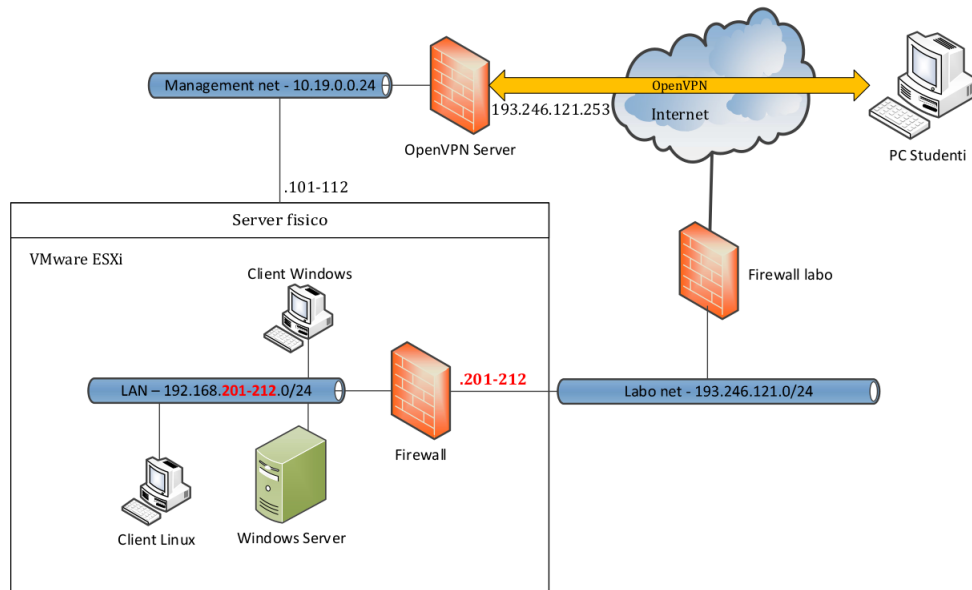 Management net - 10.19.0.0.24
OpenVPN
193.246.121.253
Internet
OpenVPN Server
PC Studenti
.101-112
Server fisico
VMware ESXi
Client Windows
Firewall labo
LAN – 192.168.201-212.0/24
.201-212
Labo net - 193.246.121.0/24
Firewall
Client Linux
Windows Server